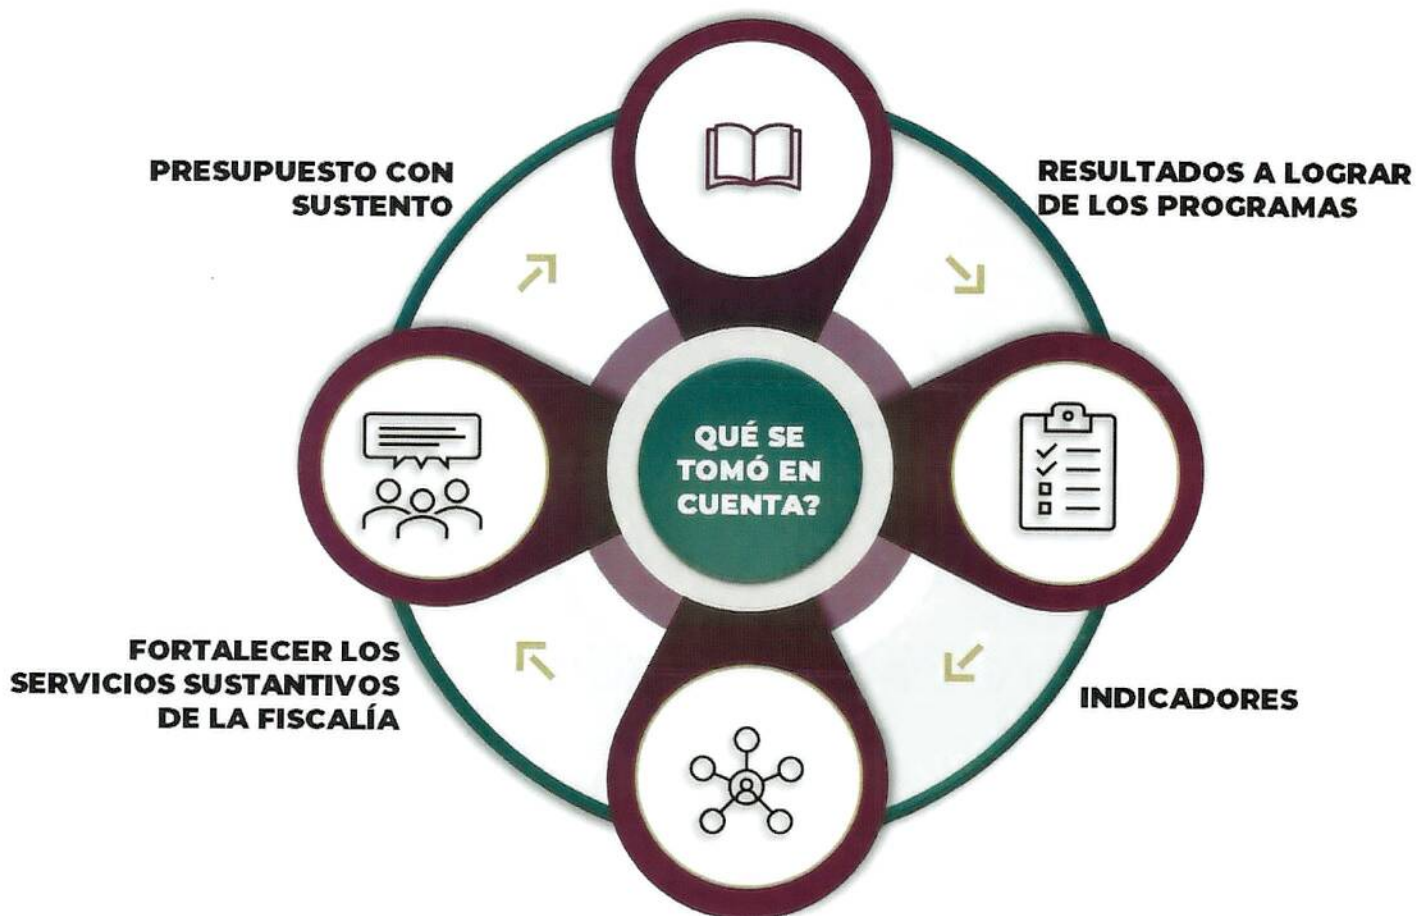 PRESUPUESTO CON
SUSTENTO
RESULTADOS A LOGRAR
DE LOS PROGRAMAS
QUÉ SE
TOMÓ EN
CUENTA?
FORTALECER LOS
SERVICIOS SUSTANTIVOS
DE LA FISCALÍA
INDICADORES